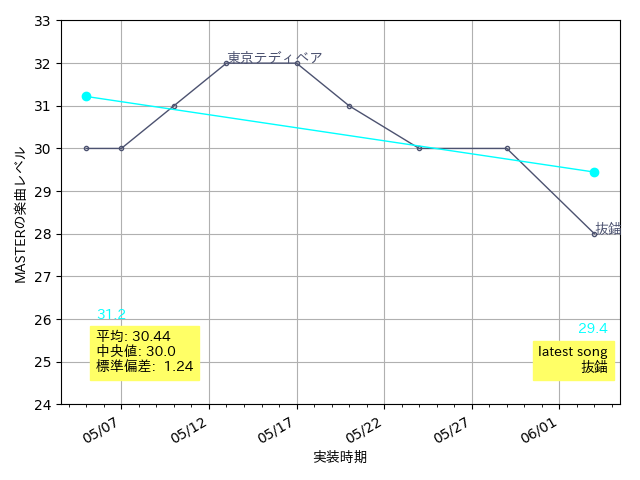 33
32
31
30
29
28
27
26
25
24
MASTERの楽曲レベル
東京テディベア
抜錨
31.2
平均: 30.44
中央値: 30.0
標準偏差: 1.24
29.4
latest song
抜錨
05/07
05/12
05/17
05/22
05/27
06/01
実装時期